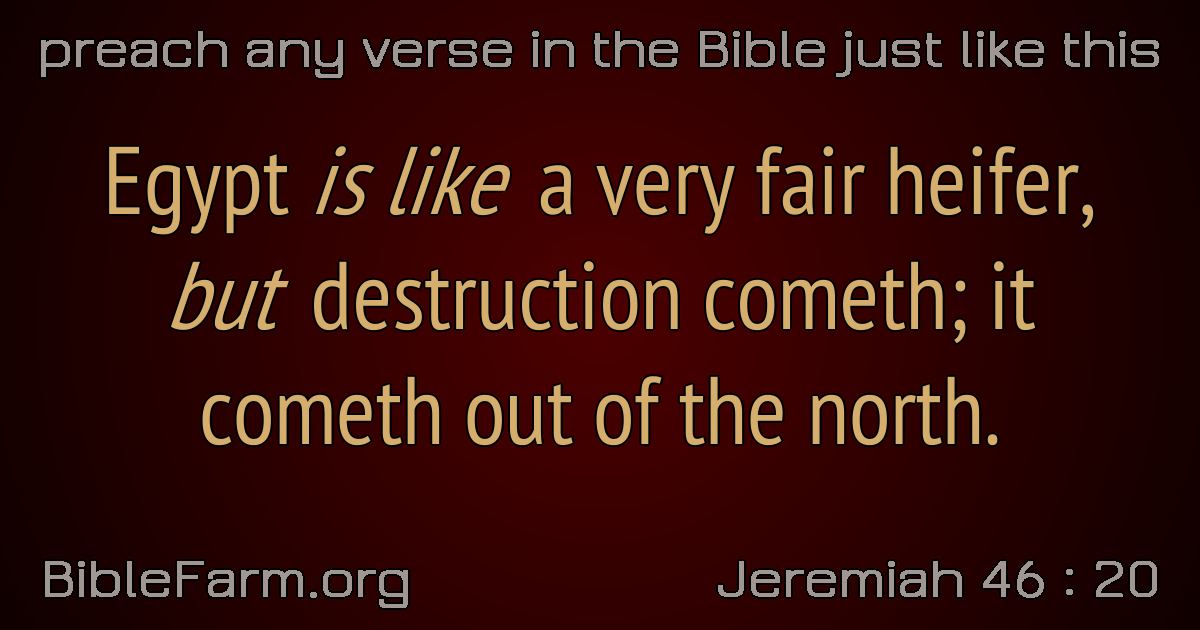 preach any verse in the Bible just like this
Egypt is like a very fair heifer,
but destruction cometh; it
cometh out of the north.
BibleFarm.org
Jeremiah 46 : 20